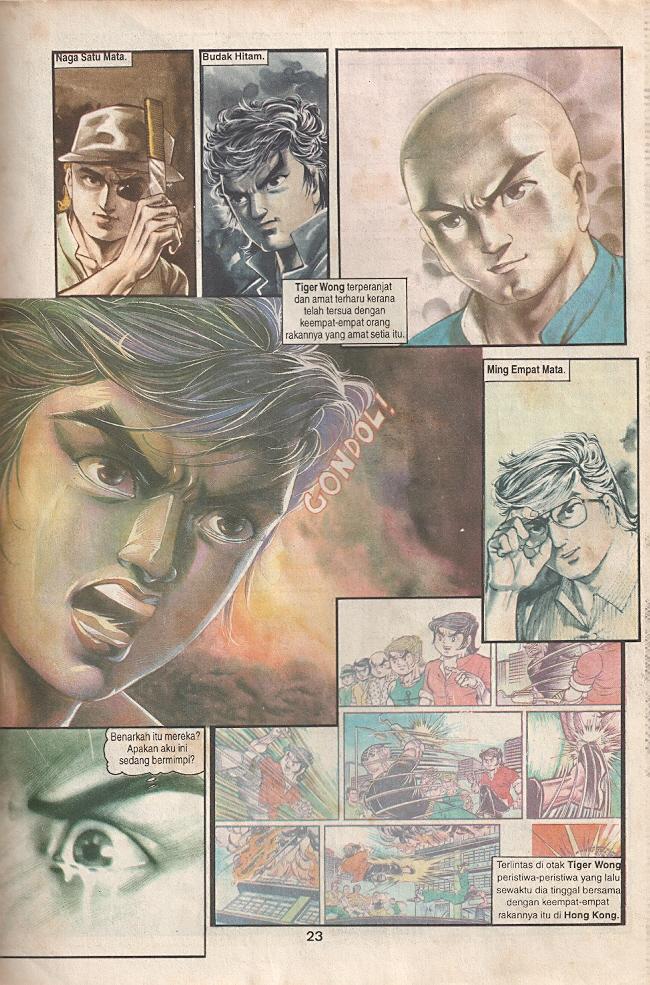 Naga Satu Mata.
Budak Hitam.
Tiger Wong terperanjat
dan amat terharu kerana
telah tersua dengan
keempat-empat orang
rakannya yang amat setia itu.
GONDOL!
Ming Empat Mata.
Benarkah itu mereka?
Apakan aku ini
sedang bermimpi?
Terlintas di otak Tiger Wong
peristiwa-peristiwa yang lalu
sewaktu dia tinggal bersama
dengan keempat-empat
rakannya itu di Hong Kong.
23